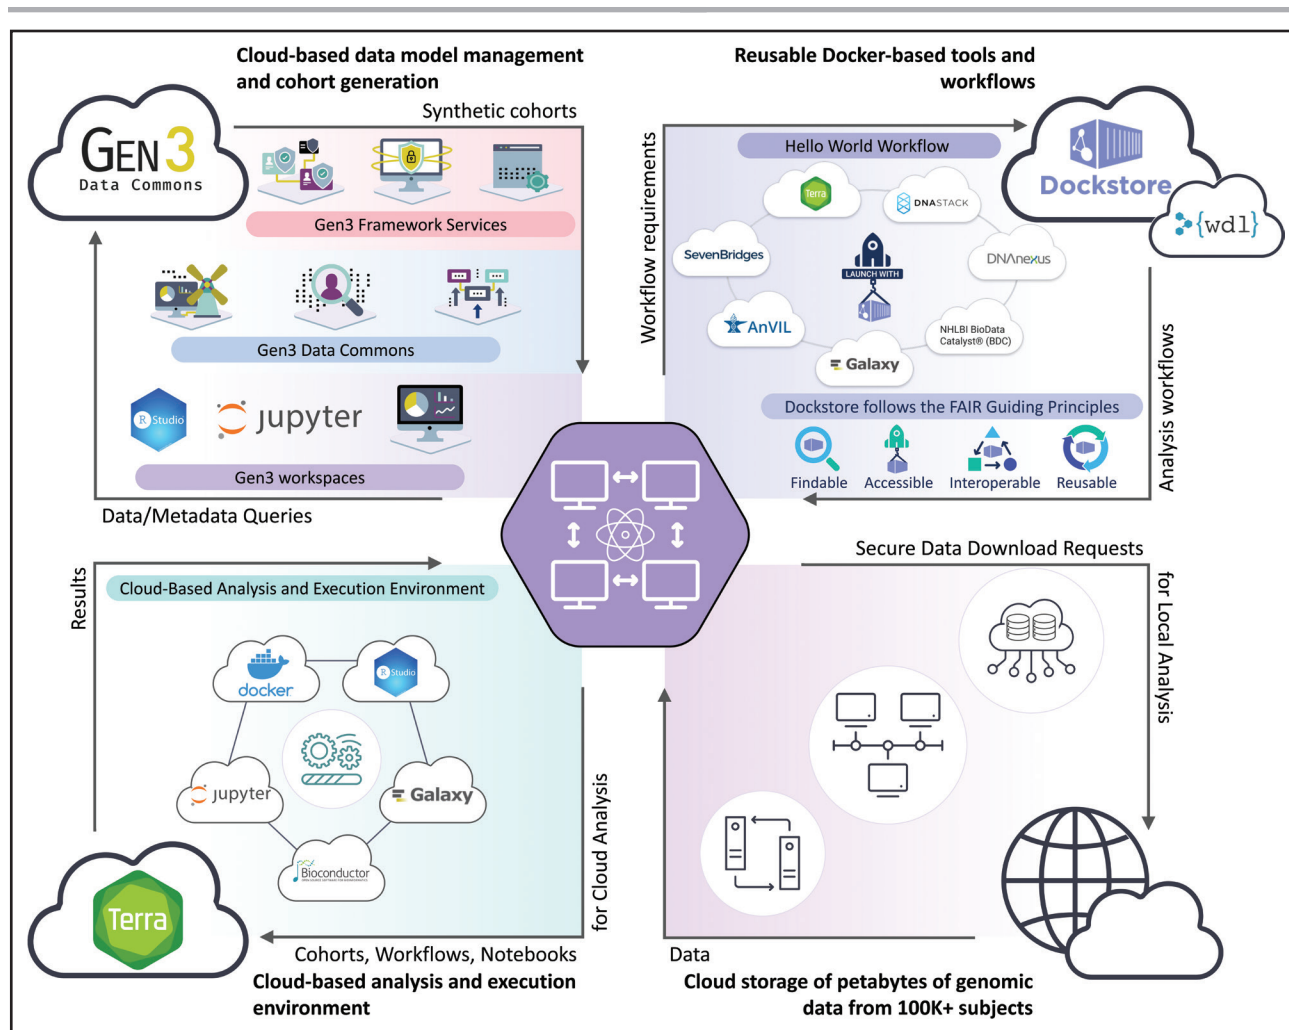 Cloud-based data model management
and cohort generation
Synthetic cohorts
GEN3
Data Commons
Gen3 Framework Services
Gen3 Data Commons
R Studio
jupyter
Gen3 workspaces
Data/Metadata Queries
Reusable Docker-based tools and
workflows
Workflow requirements
Hello World Workflow
Terra
DNASTACK
SevenBridges
LAUNCH WITH
DNAnexus
AnVIL
NHLBI BioData
Catalyst® (BDC)
Galaxy
Dockstore follows the FAIR Guiding Principles
Findable
Accessible
Interoperable
Reusable
Dockstore
{wdl}
Analysis workflows
Results
Cloud-Based Analysis and Execution Environment
docker
R Studio
jupyter
Galaxy
Bioconductor
OPEN SOURCE SOFTWARE FOR BIOINFORMATICS
for Cloud Analysis
Terra
Cohorts, Workflows, Notebooks
Cloud-based analysis and execution
environment
Secure Data Download Requests
for Local Analysis
Data
Cloud storage of petabytes of genomic
data from 100K+ subjects